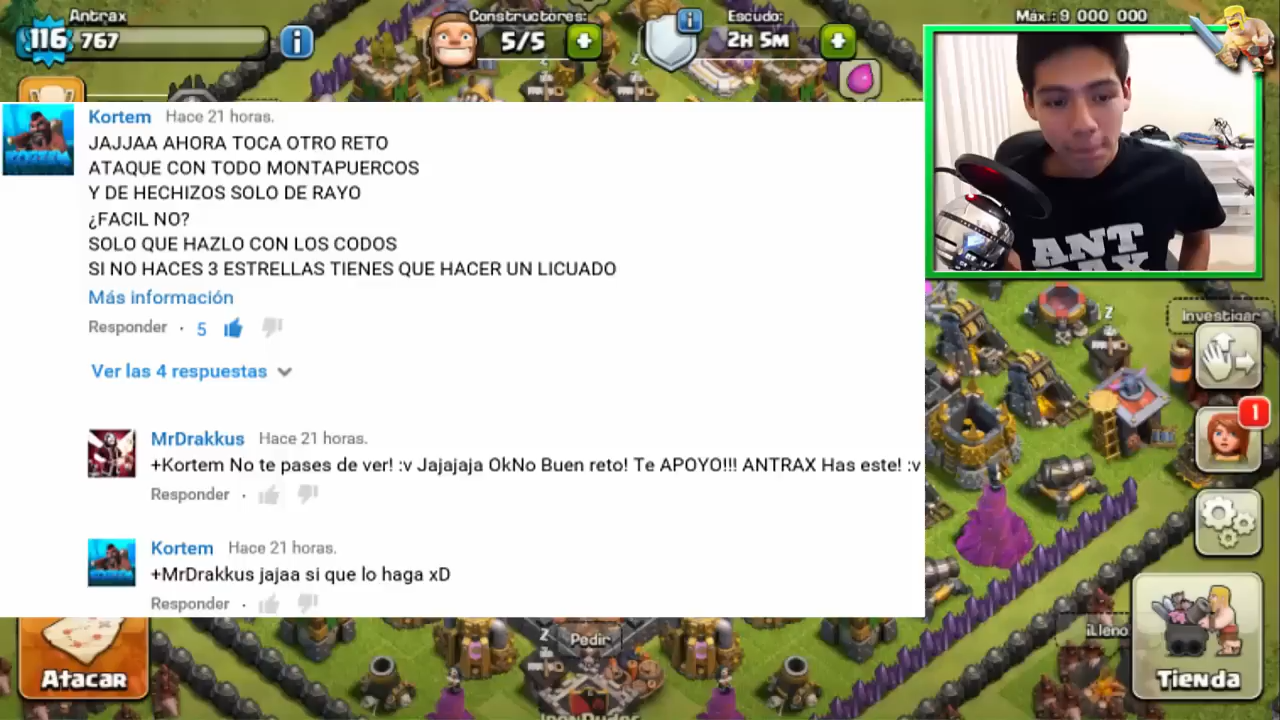 Antrax
116
767
Constructores:
5/5
Escudo:
2H 5M
Máx.: 9 000 000
ANT
Kortem Hace 21 horas.
JAJJAA AHORA TOCA OTRO RETO
ATAQUE CON TODO MONTAPUERCOS
Y DE HECHIZOS SOLO DE RAYO
¿FACIL NO?
SOLO QUE HAZLO CON LOS CODOS
SI NO HACES 3 ESTRELLAS TIENES QUE HACER UN LICUADO
Más información
Responder · 5
Ver las 4 respuestas
MrDrakkus Hace 21 horas.
+Kortem No te pases de ver! :v Jajajaja OkNo Buen reto! Te APOYO!!! ANTRAX Has este! :v
Responder ·
Kortem Hace 21 horas.
+MrDrakkus jajaa si que lo haga xD
Responder ·
Investigar
1
Pedir
¡Lleno
Atacar
Tienda